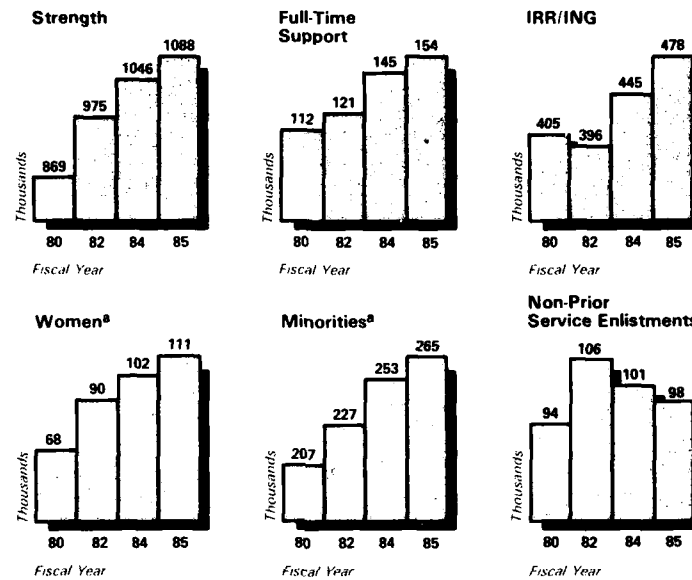 Strength
869
975
1046
1088
Thousands
80 82 84 85
Fiscal Year
Full-Time
Support
112
121
145
154
Thousands
80 82 84 85
Fiscal Year
IRR/ING
405
396
445
478
Thousands
80 82 84 85
Fiscal Year
Womenª
68
90
102
111
Thousands
80 82 84 85
Fiscal Year
Minoritiesª
207
227
253
265
Thousands
80 82 84 85
Fiscal Year
Non-Prior
Service Enlistments
94
106
101
98
Thousands
80 82 84 85
Fiscal Year